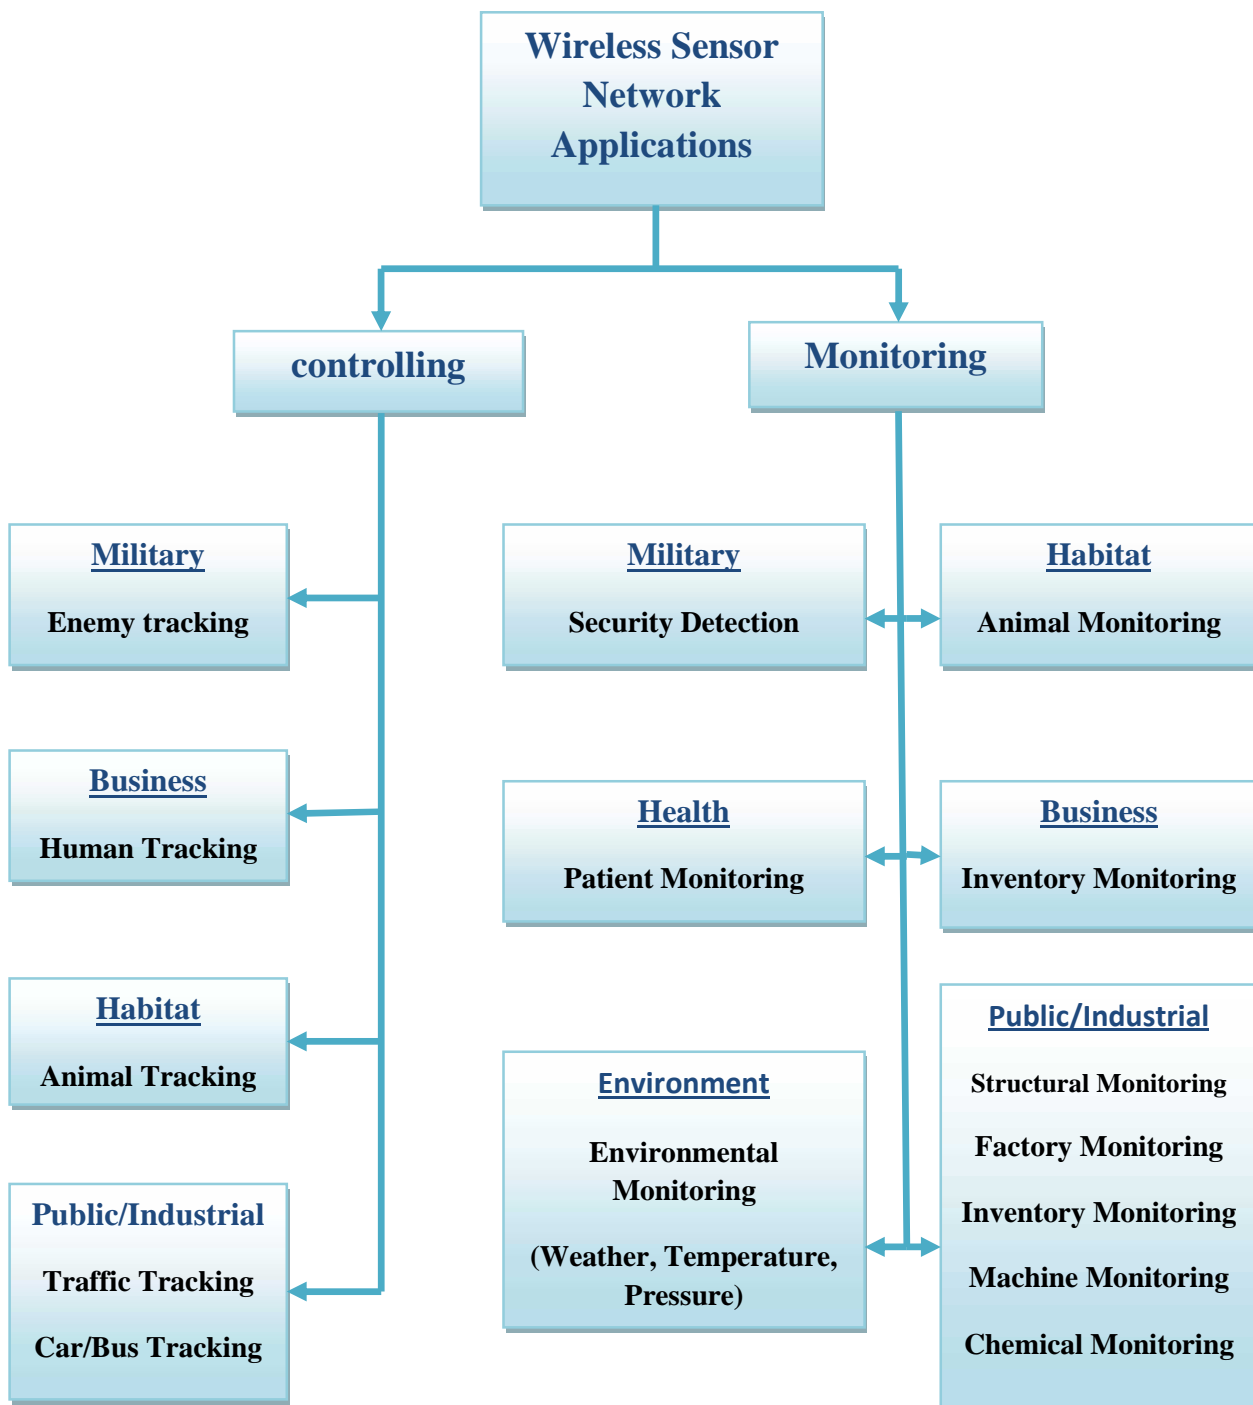 Wireless Sensor
Network
Applications
controlling
Monitoring
Military
Enemy tracking
Business
Human Tracking
Habitat
Animal Tracking
Public/Industrial
Traffic Tracking
Car/Bus Tracking
Military
Security Detection
Habitat
Animal Monitoring
Health
Patient Monitoring
Business
Inventory Monitoring
Environment
Environmental
Monitoring
(Weather, Temperature,
Pressure)
Public/Industrial
Structural Monitoring
Factory Monitoring
Inventory Monitoring
Machine Monitoring
Chemical Monitoring